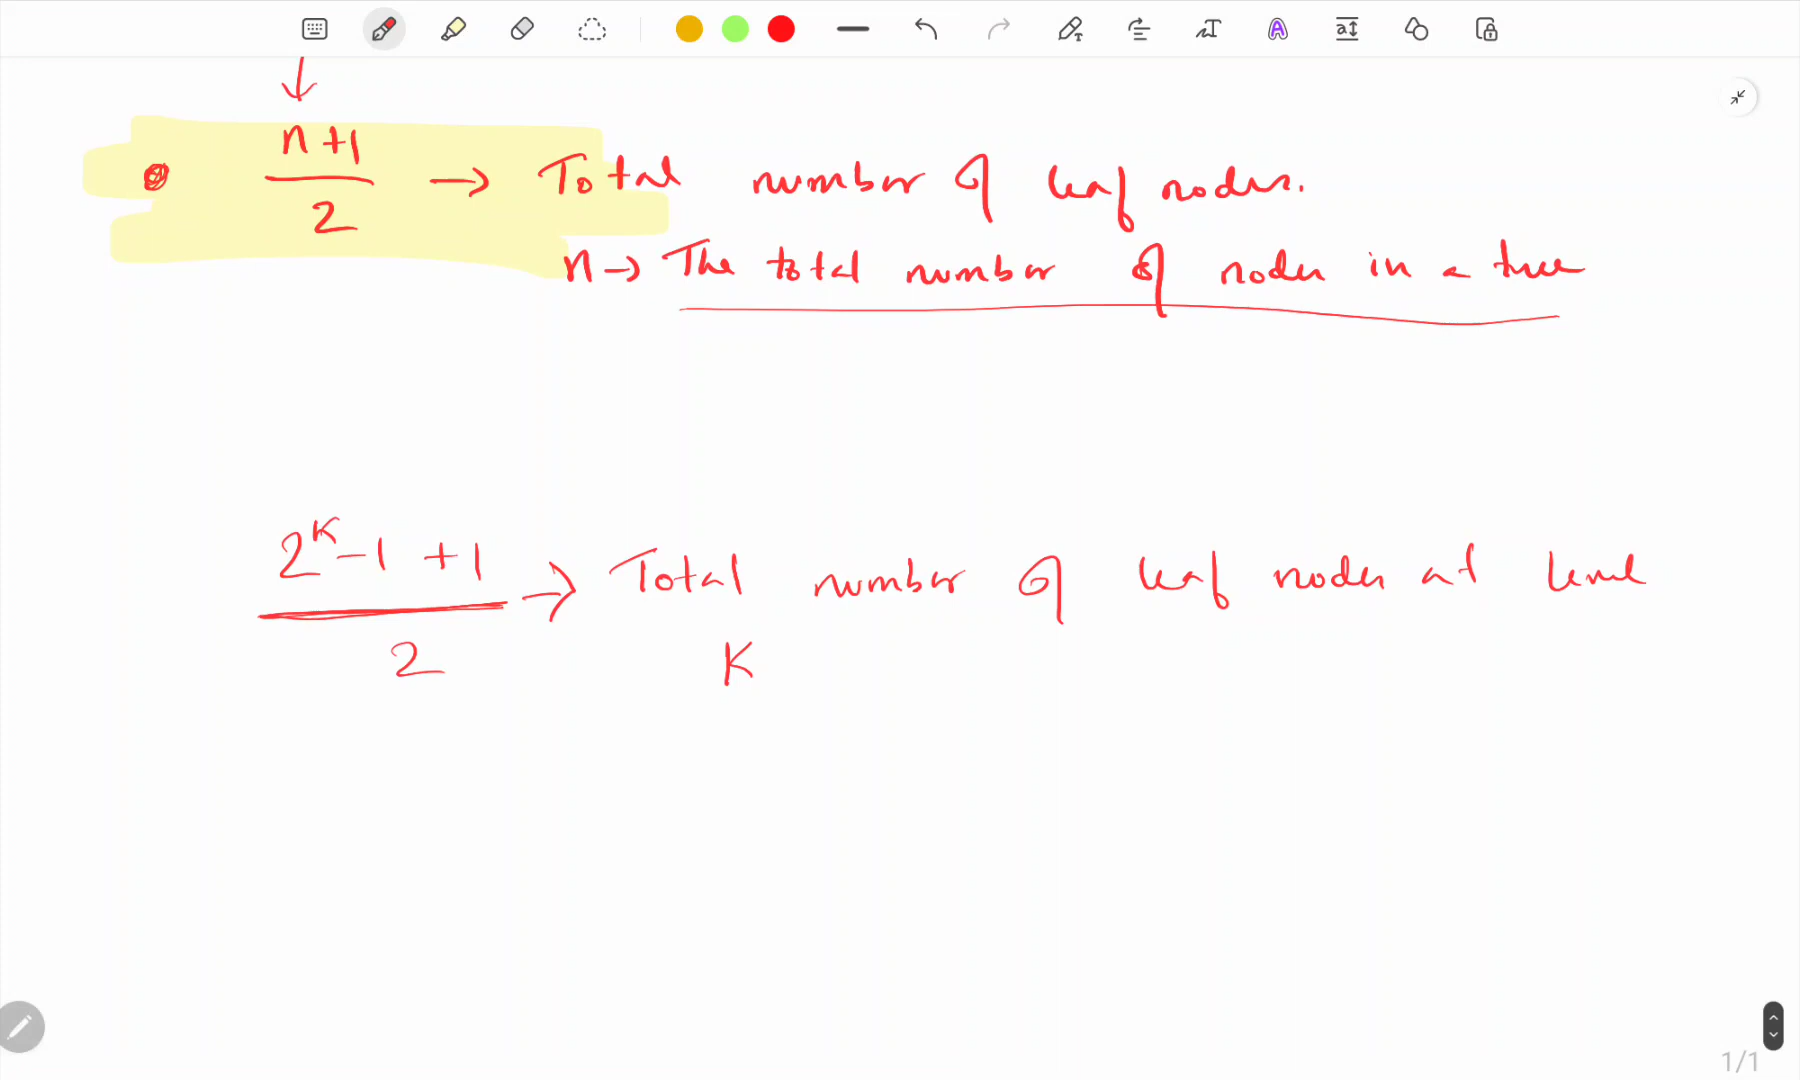 n+1
—— → Total number of leaf nodes.
2
n → The total number of nodes in a tree
2^K - 1 + 1
—— → Total number of leaf nodes at level
2 K
1/1